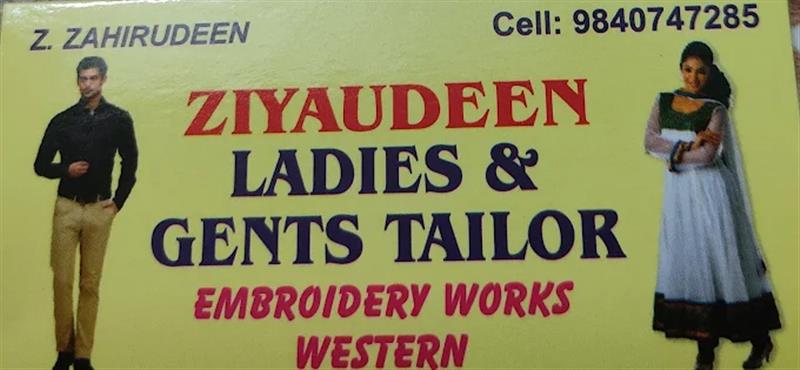 Z. ZAHIRUDEEN
Cell: 9840747285
ZIYAUDEEN
LADIES &
GENTS TAILOR
EMBROIDERY WORKS
WESTERN